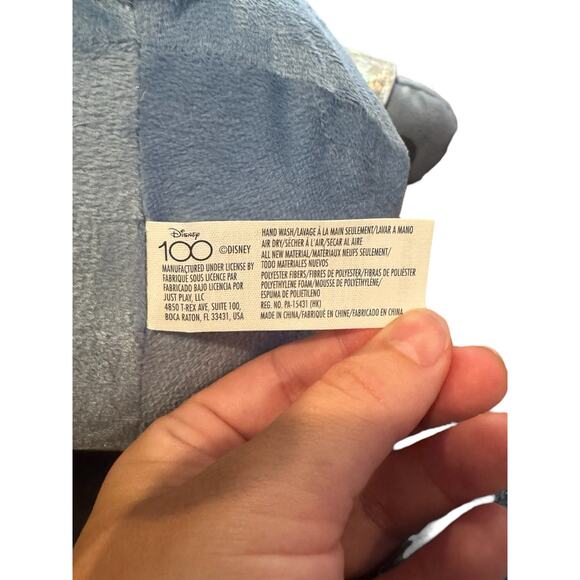 Disney
100 ©DISNEY
MANUFACTURED UNDER LICENSE BY
FABRIQUE SOUS LICENCE PAR
FABRICADO BAJO LICENCIA POR
JUST PLAY, LLC
4850 T-REX AVE, SUITE 100,
BOCA RATON, FL 33431, USA
HAND WASH/LAVAGE À LA MAIN SEULEMENT/LAVAR A MANO
AIR DRY/SÉCHER À L'AIR/SECAR AL AIRE
ALL NEW MATERIAL/MATÉRIAUX NEUFS SEULEMENT/
TODO MATERIALES NUEVOS
POLYESTER FIBERS/FIBRES DE POLYESTER/FIBRAS DE POLIÉSTER
POLYETHYLENE FOAM/MOUSSE DE POLYÉTHYLÈNE/
ESPUMA DE POLIETILENO
REG. NO. PA-15431 (HK)
MADE IN CHINA/FABRIQUÉ EN CHINE/FABRICADO EN CHINA